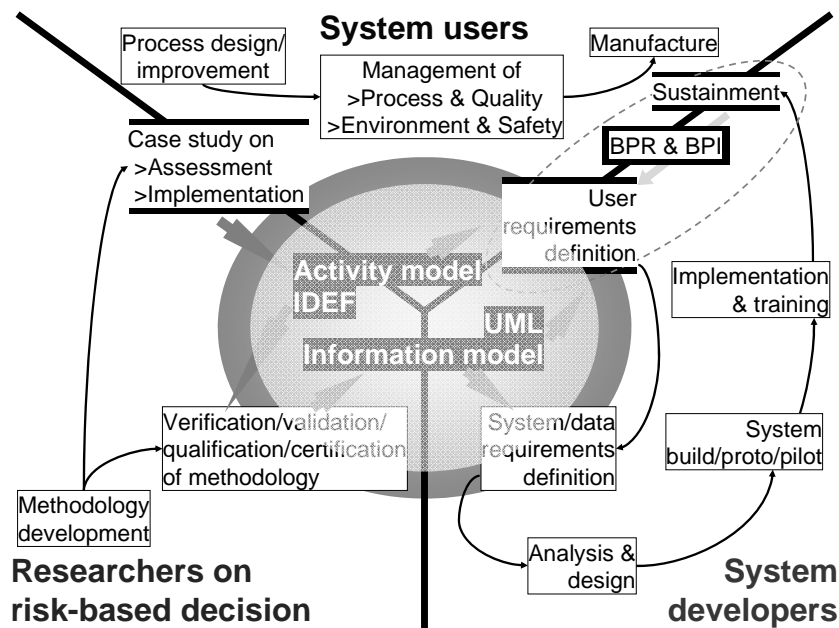 System users
Process design/
improvement
Management of
>Process & Quality
>Environment & Safety
Manufacture
Sustainment
BPR & BPI
Case study on
>Assessment
>Implementation
User
requirements
definition
Activity model
IDEF
UML
Information model
Implementation
& training
Verification/validation/
qualification/certification
of methodology
System/data
requirements
definition
System
build/proto/pilot
Methodology
development
Analysis &
design
Researchers on
risk-based decision
System
developers